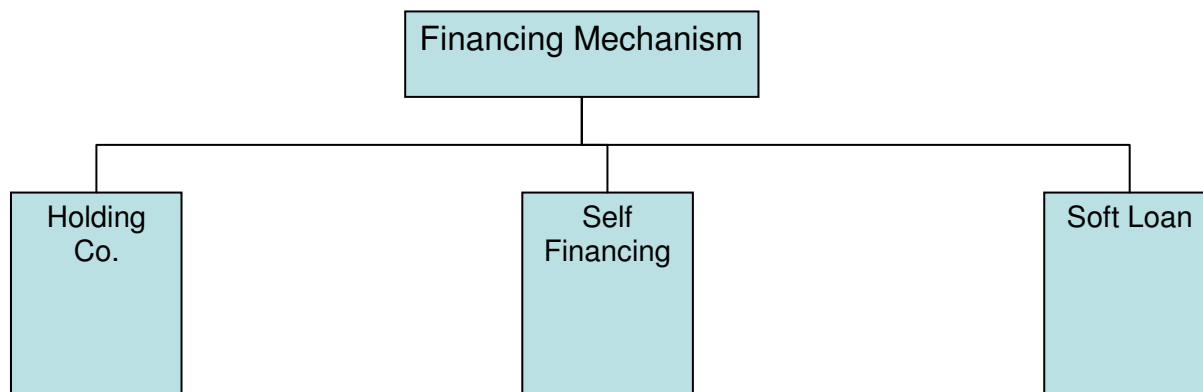 Financing Mechanism
Holding
Co.
Self
Financing
Soft Loan